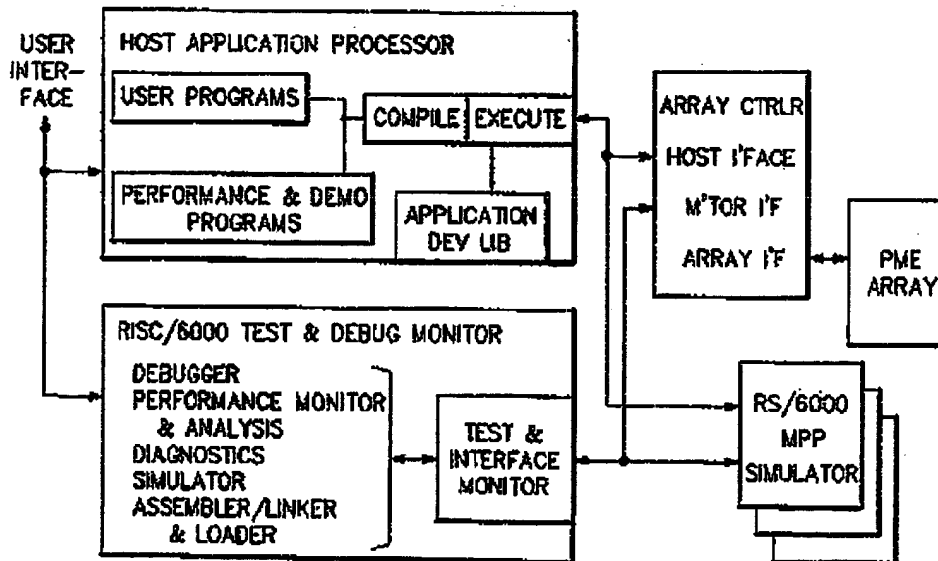 USER
INTER-
FACE
HOST APPLICATION PROCESSOR
USER PROGRAMS
COMPILE
EXECUTE
PERFORMANCE & DEMO
PROGRAMS
APPLICATION
DEV LIB
ARRAY CTRLR
HOST I'FACE
M'TOR I'F
ARRAY I'F
PME
ARRAY
RISC/6000 TEST & DEBUG MONITOR
DEBUGGER
PERFORMANCE MONITOR
& ANALYSIS
DIAGNOSTICS
SIMULATOR
ASSEMBLER/LINKER
& LOADER
TEST &
INTERFACE
MONITOR
RS/6000
MPP
SIMULATOR